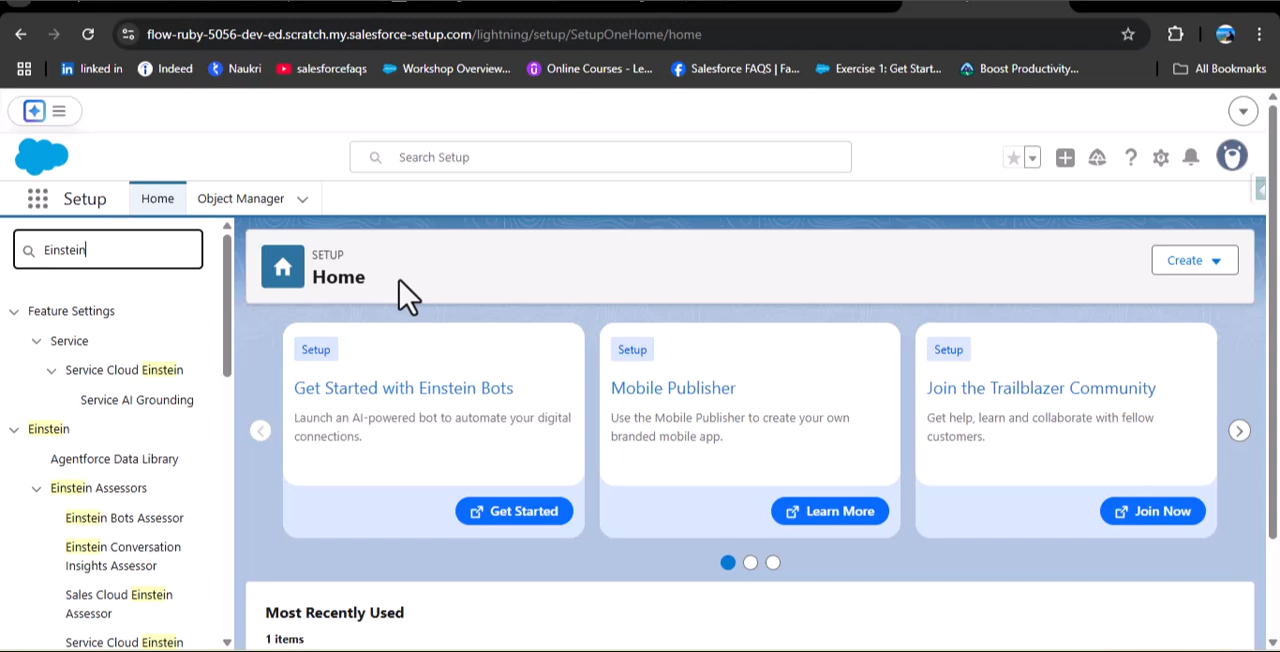 flow-ruby-5056-dev-ed.scratch.my.salesforce-setup.com/lightning/setup/SetupOneHome/home
linked in Indeed Naukri salesforcefaqs Workshop Overview... Online Courses - Le... Salesforce FAQS | Fa... Exercise 1: Get Start... Boost Productivity... All Bookmarks
Search Setup
Setup Home Object Manager
Einstein
Feature Settings
Service
Service Cloud Einstein
Service AI Grounding
Einstein
Agentforce Data Library
Einstein Assessors
Einstein Bots Assessor
Einstein Conversation
Insights Assessor
Sales Cloud Einstein
Assessor
Service Cloud Einstein
SETUP
Home
Create
Setup
Get Started with Einstein Bots
Launch an AI-powered bot to automate your digital
connections.
Get Started
Setup
Mobile Publisher
Use the Mobile Publisher to create your own
branded mobile app.
Learn More
Setup
Join the Trailblazer Community
Get help, learn and collaborate with fellow
customers.
Join Now
Most Recently Used
1 items